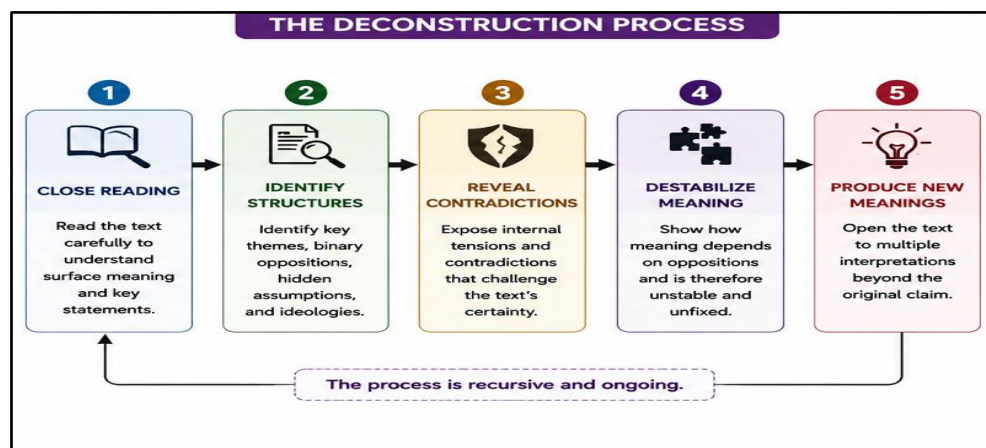 THE DECONSTRUCTION PROCESS
1
CLOSE READING
Read the text
carefully to
understand
surface meaning
and key
statements.
2
IDENTIFY
STRUCTURES
Identify key
themes, binary
oppositions,
hidden
assumptions,
and ideologies.
3
REVEAL
CONTRADICTIONS
Expose internal
tensions and
contradictions
that challenge
the text's
certainty.
4
DESTABILIZE
MEANING
Show how
meaning depends
on oppositions
and is therefore
unstable and
unfixed.
5
PRODUCE NEW
MEANINGS
Open the text
to multiple
interpretations
beyond the
original claim.
The process is recursive and ongoing.